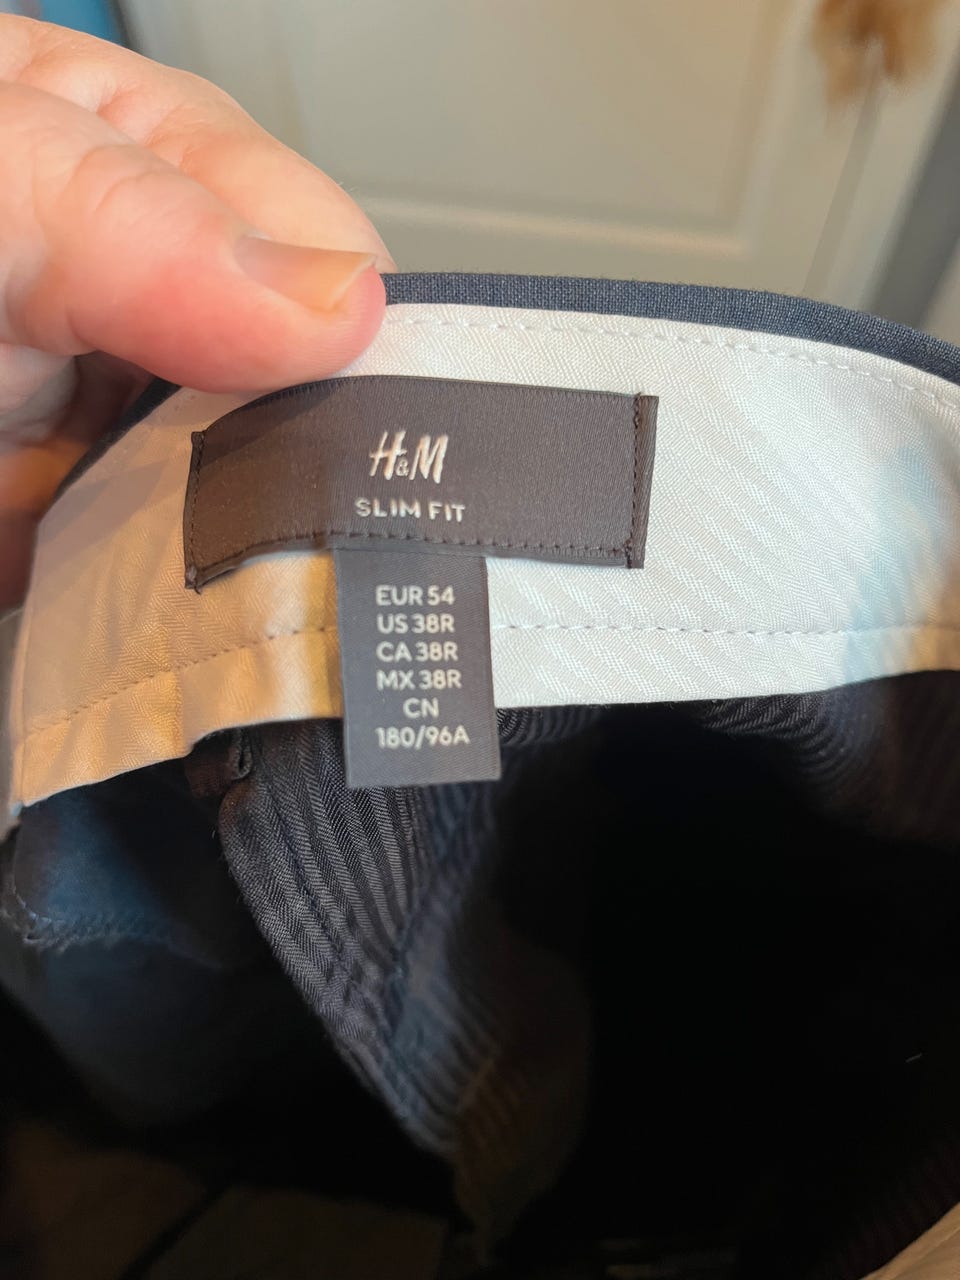 H&M
SLIM FIT
EUR 54
US 38R
CA 38R
MX 38R
CN
180/96A